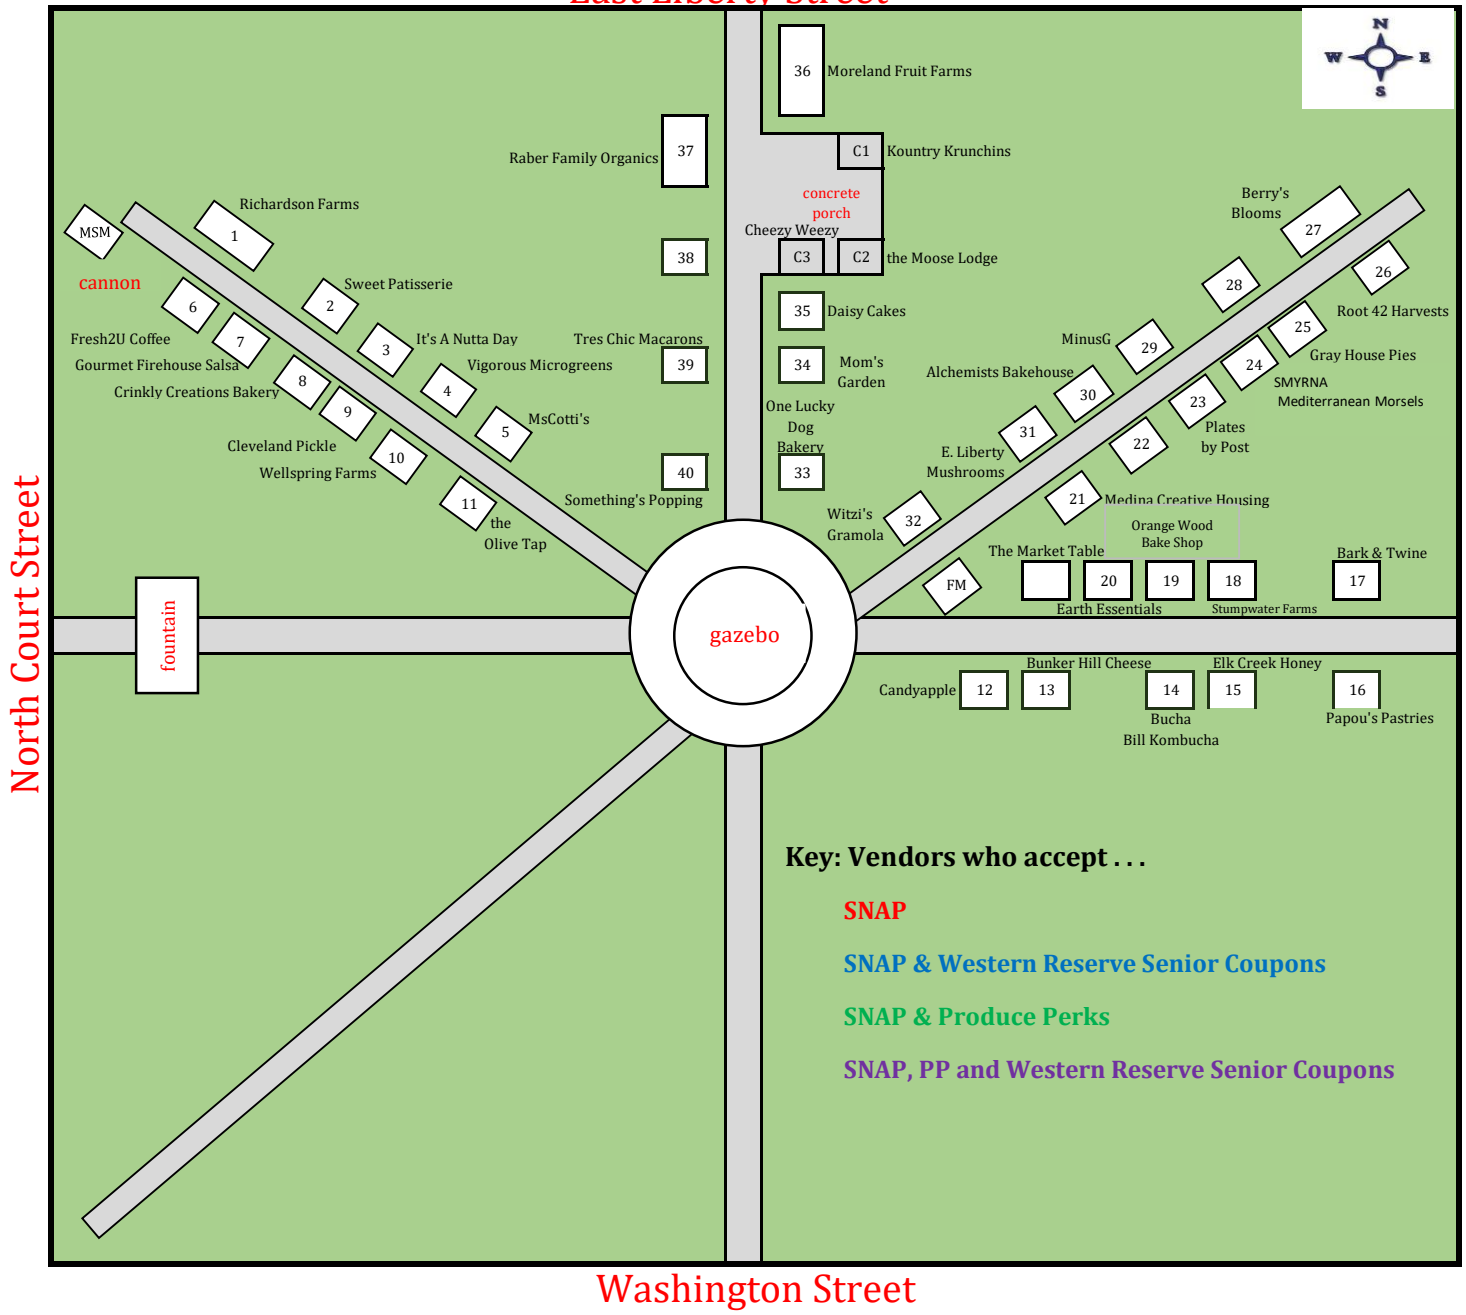 East Liberty Street
N
W E
S
36 Moreland Fruit Farms
37
Raber Family Organics
C1 Kountry Krunchins
concrete
porch
Cheezy Weezy
C3 C2 the Moose Lodge
38
35 Daisy Cakes
Tres Chic Macarons
39
34 Mom's
Garden
One Lucky
Dog
Bakery
33
40
Something's Popping
MSM
cannon
Richardson Farms
1
Sweet Patisserie
2
It's A Nutta Day
3
Vigorous Microgreens
4
MsCotti's
5
6
Fresh2U Coffee
7
Gourmet Firehouse Salsa
8
Crinkly Creations Bakery
9
Cleveland Pickle
10
Wellspring Farms
11
the
Olive Tap
Berry's
Blooms
27
26
Root 42 Harvests
28
25
Gray House Pies
MinusG
29
24
SMYRNA
Mediterranean Morsels
Alchemists Bakehouse
30
23
Plates
by Post
31
E. Liberty
Mushrooms
22
21
Medina Creative Housing
Witzi's
Gramola
32
FM
Orange Wood
Bake Shop
The Market Table
Bark & Twine
20 19 18 17
Earth Essentials
Stumpwater Farms
fountain
gazebo
Bunker Hill Cheese
Elk Creek Honey
Candyapple 12 13 14 15 16
Bucha
Bill Kombucha
Papou's Pastries
North Court Street
Key: Vendors who accept . . .
SNAP
SNAP & Western Reserve Senior Coupons
SNAP & Produce Perks
SNAP, PP and Western Reserve Senior Coupons
Washington Street